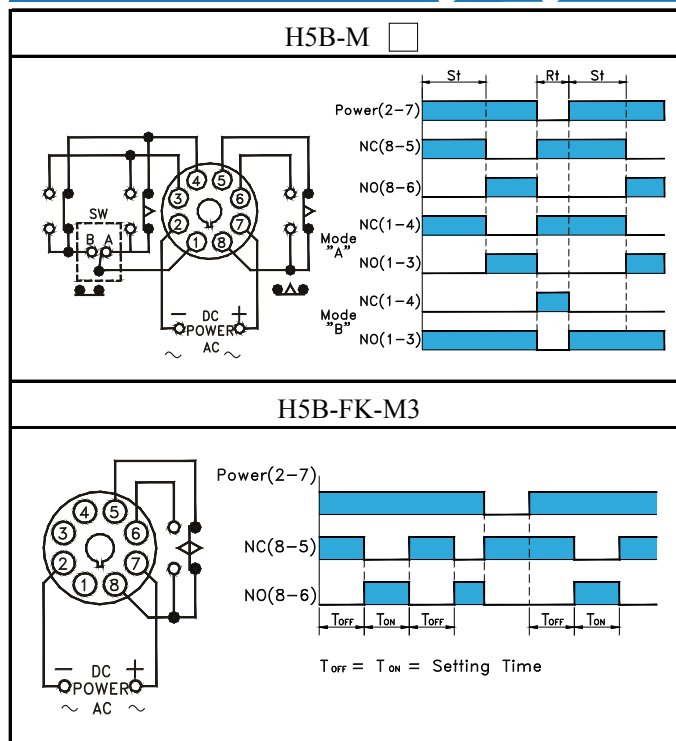 H5B-M
St Rt St
Power(2-7)
NC(8-5)
NO(8-6)
NC(1-4)
Mode "A"
NO(1-3)
NC(1-4)
Mode "B"
NO(1-3)
4 5
3 6
2 7
1 8
SW
B A
− DC +
POWER
AC
~ ~
H5B-FK-M3
4 5
3 6
2 7
1 8
− DC +
POWER
~ AC ~
Power(2-7)
NC(8-5)
NO(8-6)
TOFF TON TOFF TOFF TON
TOFF = TON = Setting Time